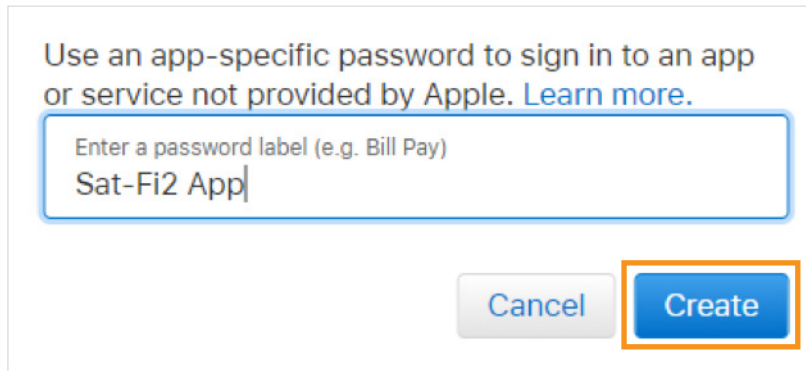 Use an app-specific password to sign in to an app
or service not provided by Apple. Learn more.
Enter a password label (e.g. Bill Pay)
Sat-Fi2 App
Cancel Create